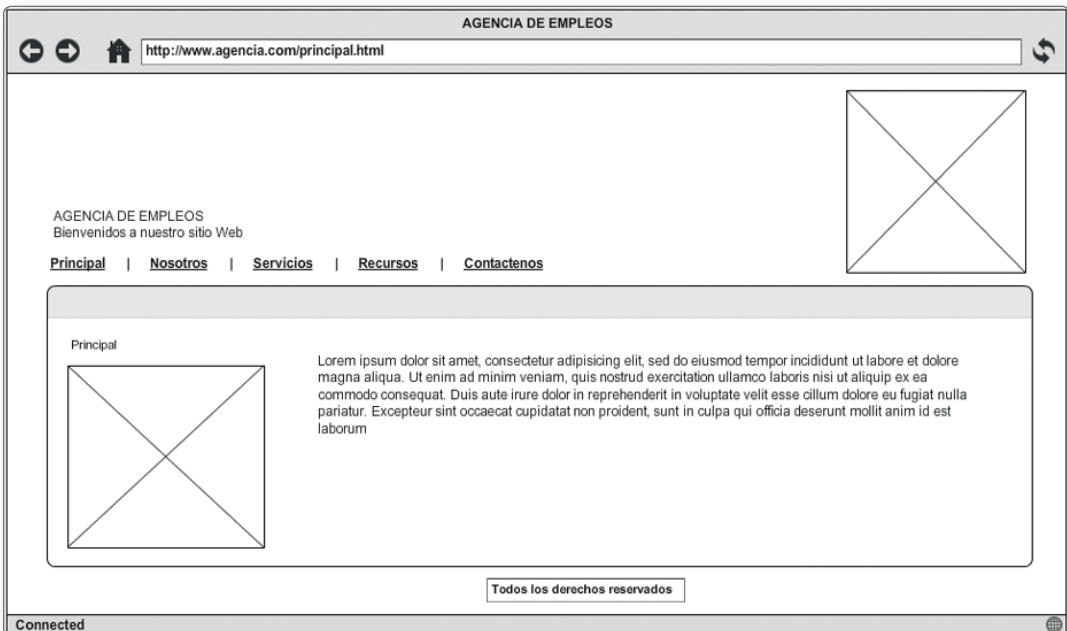 AGENCIA DE EMPLEOS
http://www.agencia.com/principal.html
AGENCIA DE EMPLEOS
Bienvenidos a nuestro sitio Web
Principal | Nosotros | Servicios | Recursos | Contactenos
Principal
Lorem ipsum dolor sit amet, consectetur adipisicing elit, sed do eiusmod tempor incididunt ut labore et dolore
magna aliqua. Ut enim ad minim veniam, quis nostrud exercitation ullamco laboris nisi ut aliquip ex ea
commodo consequat. Duis aute irure dolor in reprehenderit in voluptate velit esse cillum dolore eu fugiat nulla
pariatur. Excepteur sint occaecat cupidatat non proident, sunt in culpa qui officia deserunt mollit anim id est
laborum
Todos los derechos reservados
Connected